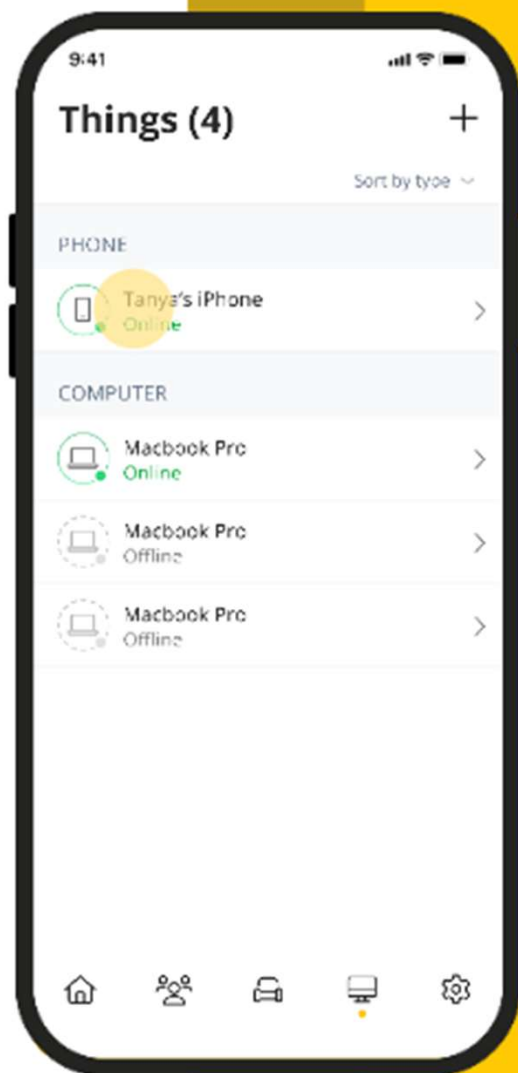 9:41
Things (4)
Sort by type
PHONE
Tanya's iPhone
Online
COMPUTER
Macbook Pro
Online
Macbook Pro
Offline
Macbook Pro
Offline